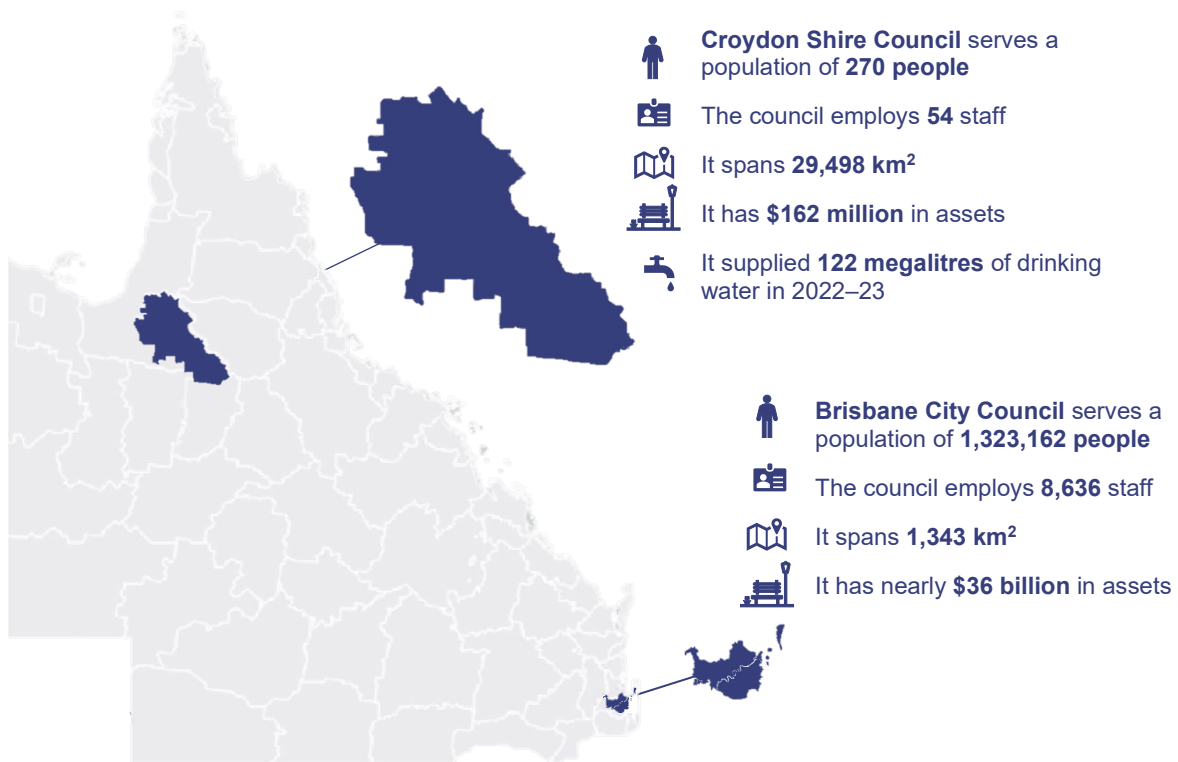 Croydon Shire Council serves a
population of 270 people
The council employs 54 staff
It spans 29,498 km²
It has $162 million in assets
It supplied 122 megalitres of drinking
water in 2022–23
Brisbane City Council serves a
population of 1,323,162 people
The council employs 8,636 staff
It spans 1,343 km²
It has nearly $36 billion in assets